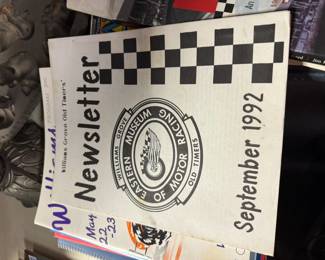 Williams Grove Old Timers'
Newsletter
WILLIAMS GROVE
EASTERN MUSEUM
OF MOTOR RACING
OLD TIMERS
September 1992
May
22
-23